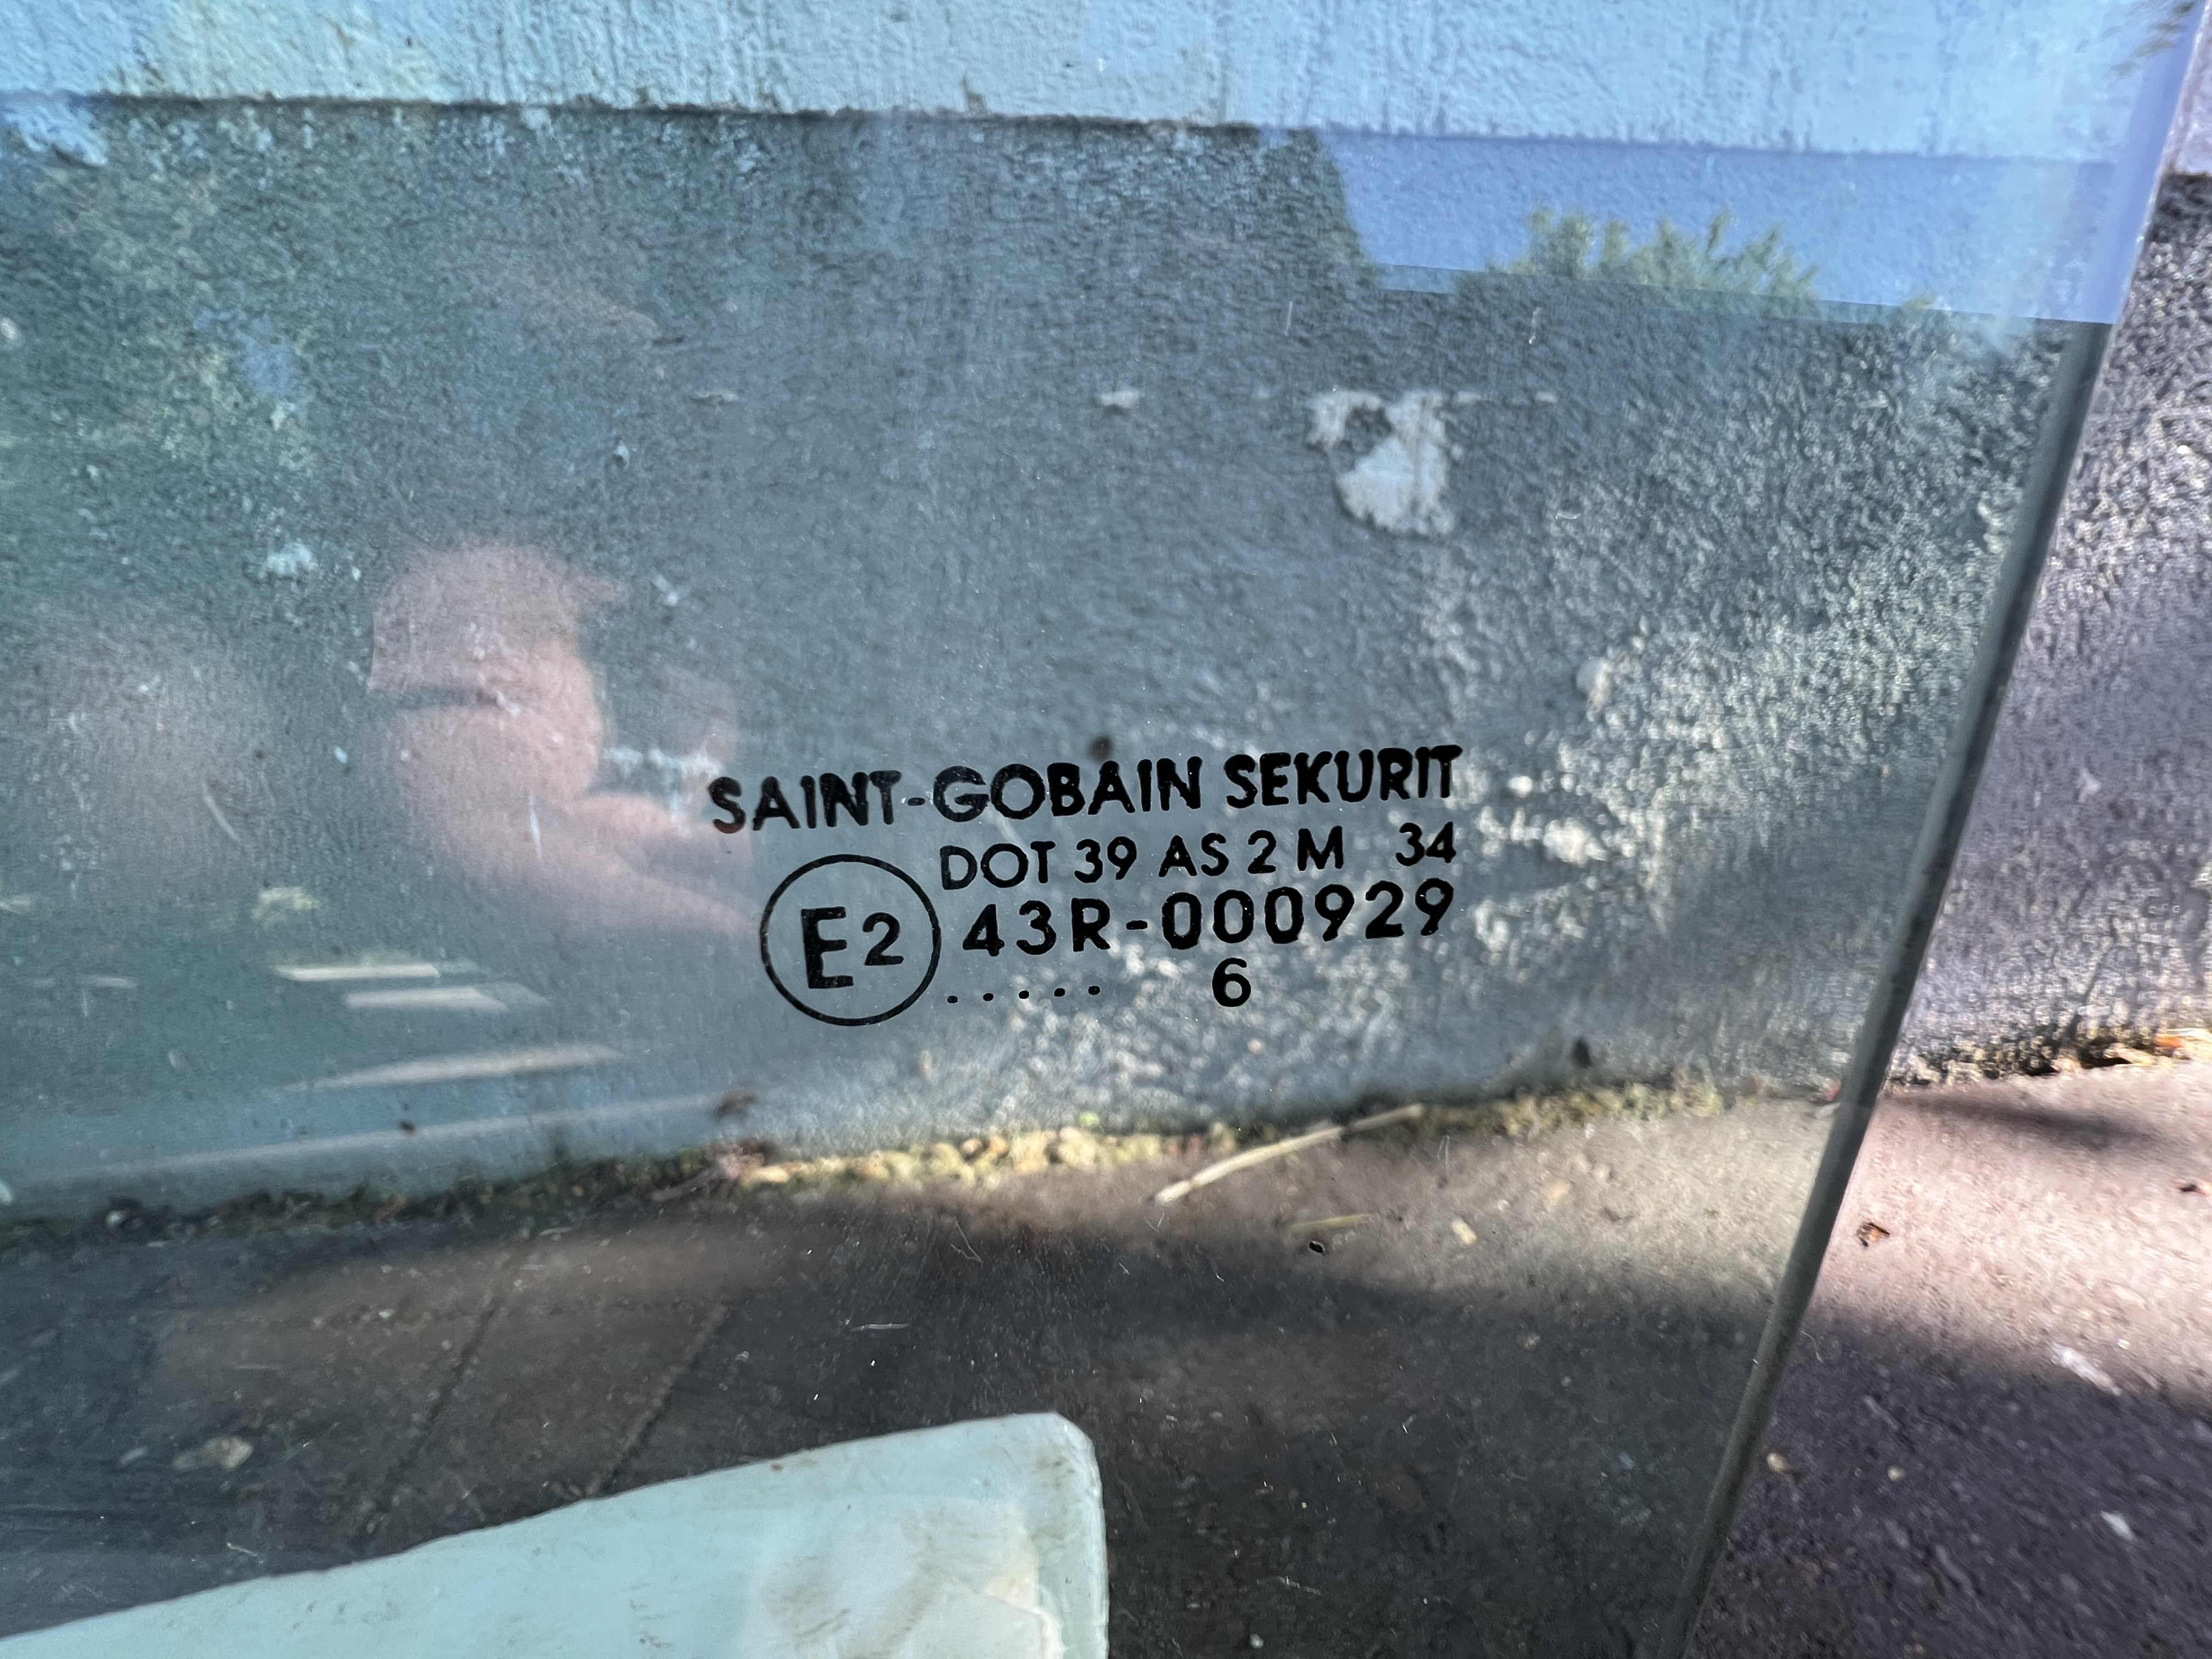 SAINT-GOBAIN SEKURIT
DOT 39 AS 2 M 34
E2 43R-000929
..... 6